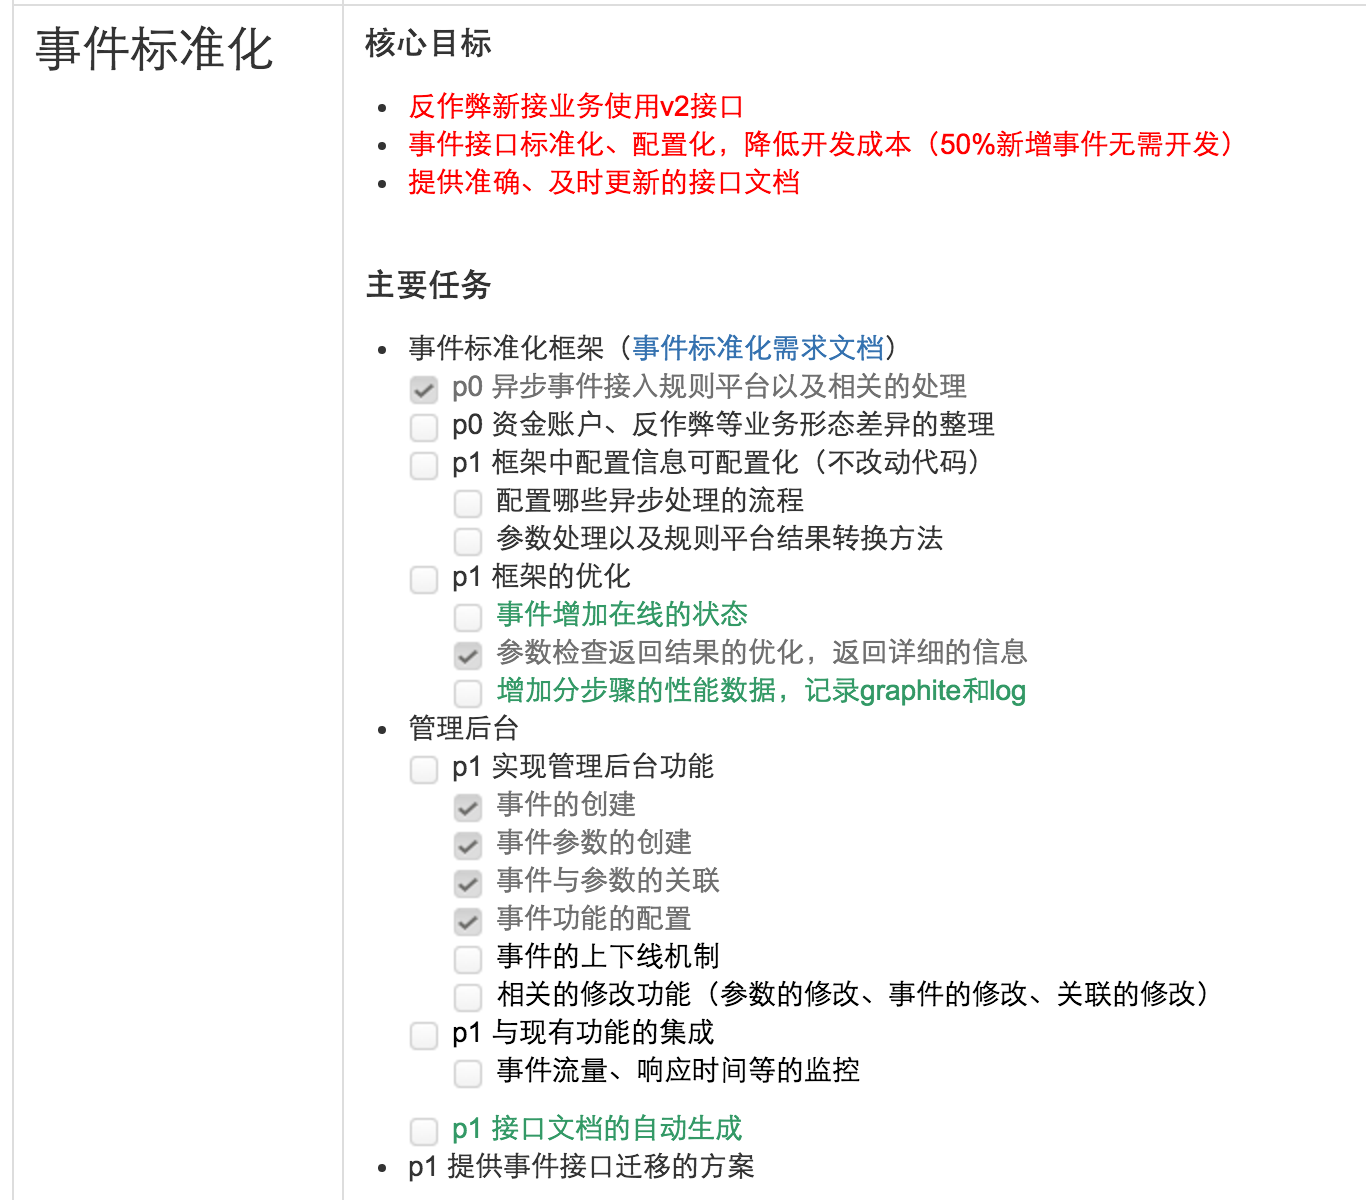 事件标准化
核心目标
反作弊新接业务使用v2接口
事件接口标准化、配置化，降低开发成本（50%新增事件无需开发）
提供准确、及时更新的接口文档
主要任务
事件标准化框架（事件标准化需求文档）
p0 异步事件接入规则平台以及相关的处理
p0 资金账户、反作弊等业务形态差异的整理
p1 框架中配置信息可配置化（不改动代码）
配置哪些异步处理的流程
参数处理以及规则平台结果转换方法
p1 框架的优化
事件增加在线的状态
参数检查返回结果的优化，返回详细的信息
增加分步骤的性能数据，记录graphite和log
管理后台
p1 实现管理后台功能
事件的创建
事件参数的创建
事件与参数的关联
事件功能的配置
事件的上下线机制
相关的修改功能（参数的修改、事件的修改、关联的修改）
p1 与现有功能的集成
事件流量、响应时间等的监控
p1 接口文档的自动生成
p1 提供事件接口迁移的方案